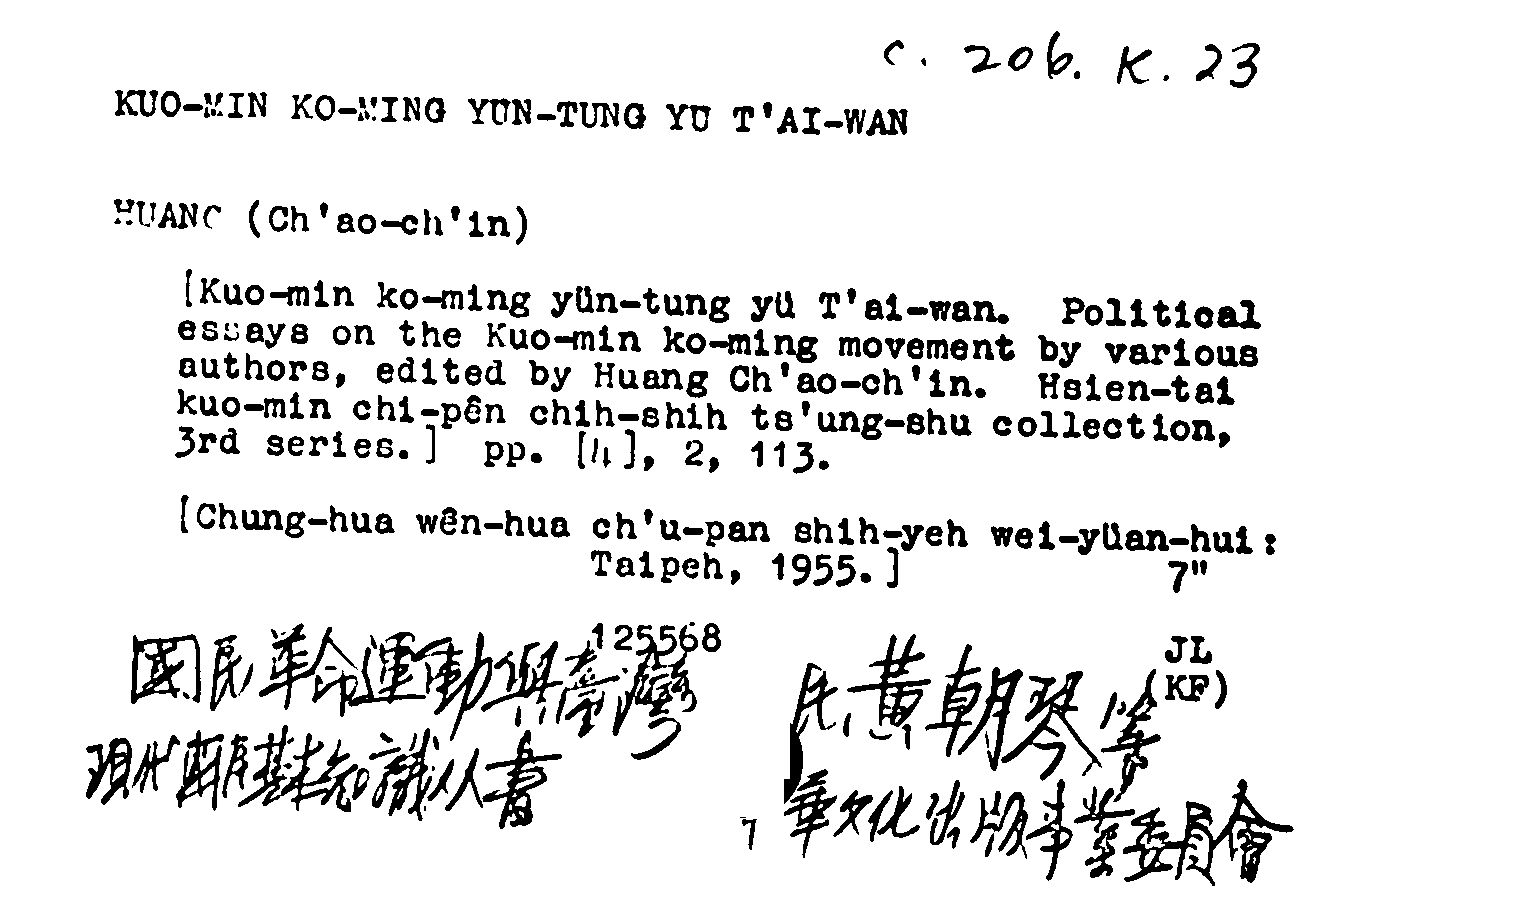 c. 206. K. 23
KUO-MIN KO-MING YÜN-TUNG YÜ T'AI-WAN
HUANG (Ch'ao-ch'in)
[Kuo-min ko-ming yün-tung yü T'ai-wan. Political
essays on the Kuo-min ko-ming movement by various
authors, edited by Huang Ch'ao-ch'in. Hsien-tai
kuo-min chi-pên chih-shih ts'ung-shu collection,
3rd series.] pp. [4], 2, 113.
[Chung-hua wên-hua ch'u-pan shih-yeh wei-yüan-hui:
Taipeh, 1955.] 7"
125568
JL
(KF)
國民革命運動與臺灣
黃朝琴等
現代國民基本知識叢書
華文化出版事業委員會